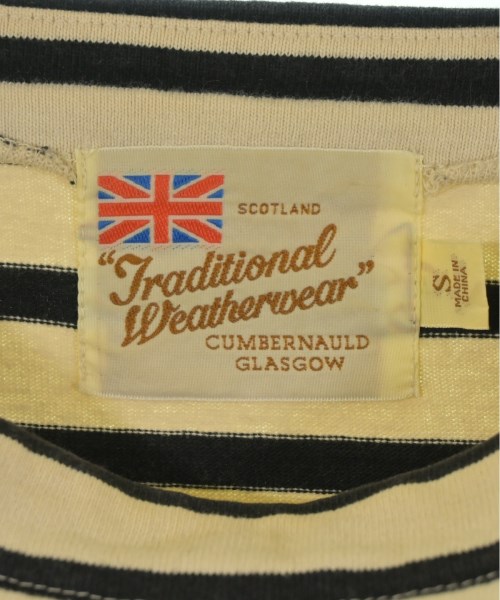 SCOTLAND
"Traditional
Weatherwear"
CUMBERNAULD
GLASGOW
S
MADE IN
CHINA